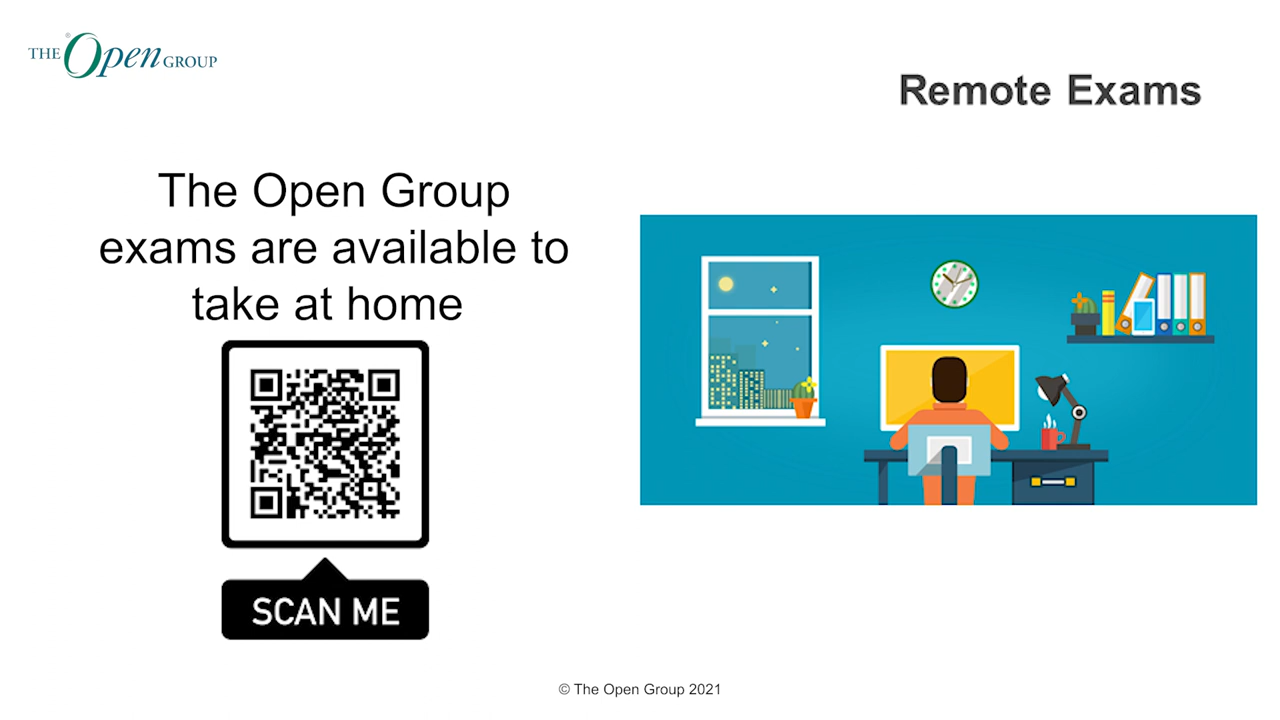 THE Open GROUP
®
Remote Exams
The Open Group
exams are available to
take at home
SCAN ME
© The Open Group 2021